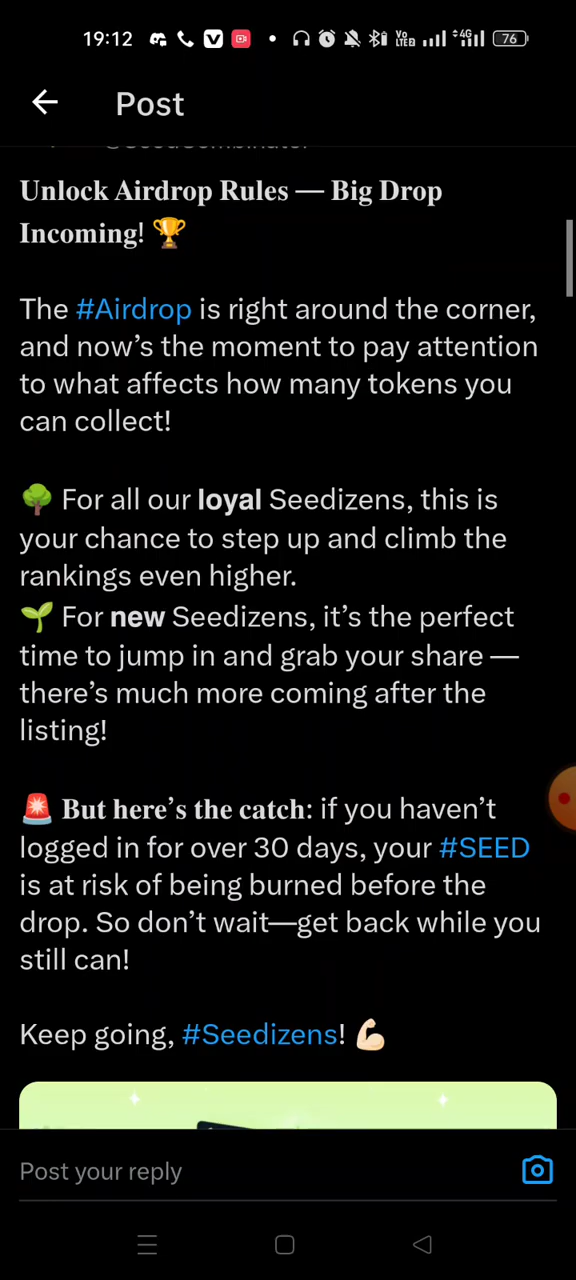 19:12
Vo
LTE2
4G
76
Post
Unlock Airdrop Rules — Big Drop
Incoming! 🏆
The #Airdrop is right around the corner,
and now’s the moment to pay attention
to what affects how many tokens you
can collect!
🌳 For all our loyal Seedizens, this is
your chance to step up and climb the
rankings even higher.
🌱 For new Seedizens, it’s the perfect
time to jump in and grab your share —
there’s much more coming after the
listing!
🚨 But here’s the catch: if you haven’t
logged in for over 30 days, your #SEED
is at risk of being burned before the
drop. So don’t wait—get back while you
still can!
Keep going, #Seedizens! 💪🏻
Post your reply